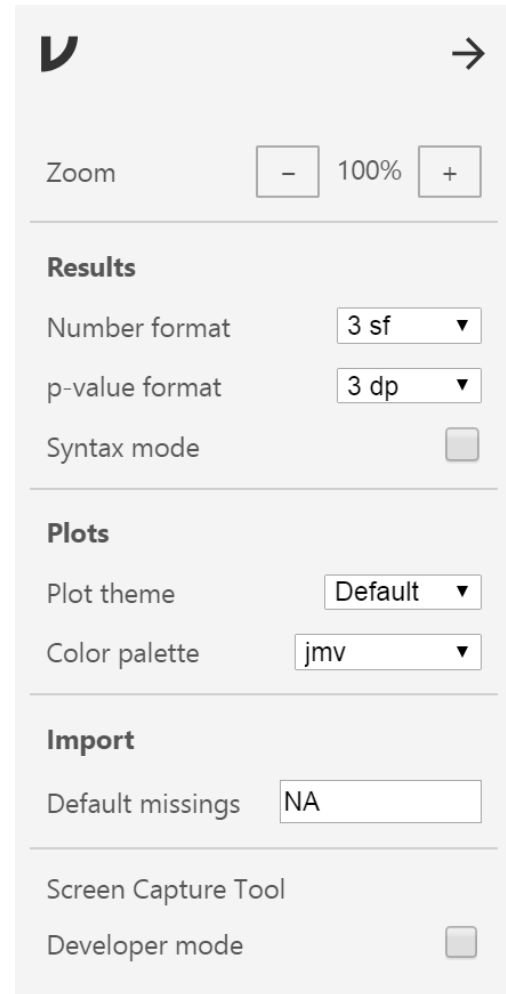 Zoom − 100% +
Results
Number format 3 sf
p-value format 3 dp
Syntax mode
Plots
Plot theme Default
Color palette jmv
Import
Default missings NA
Screen Capture Tool
Developer mode